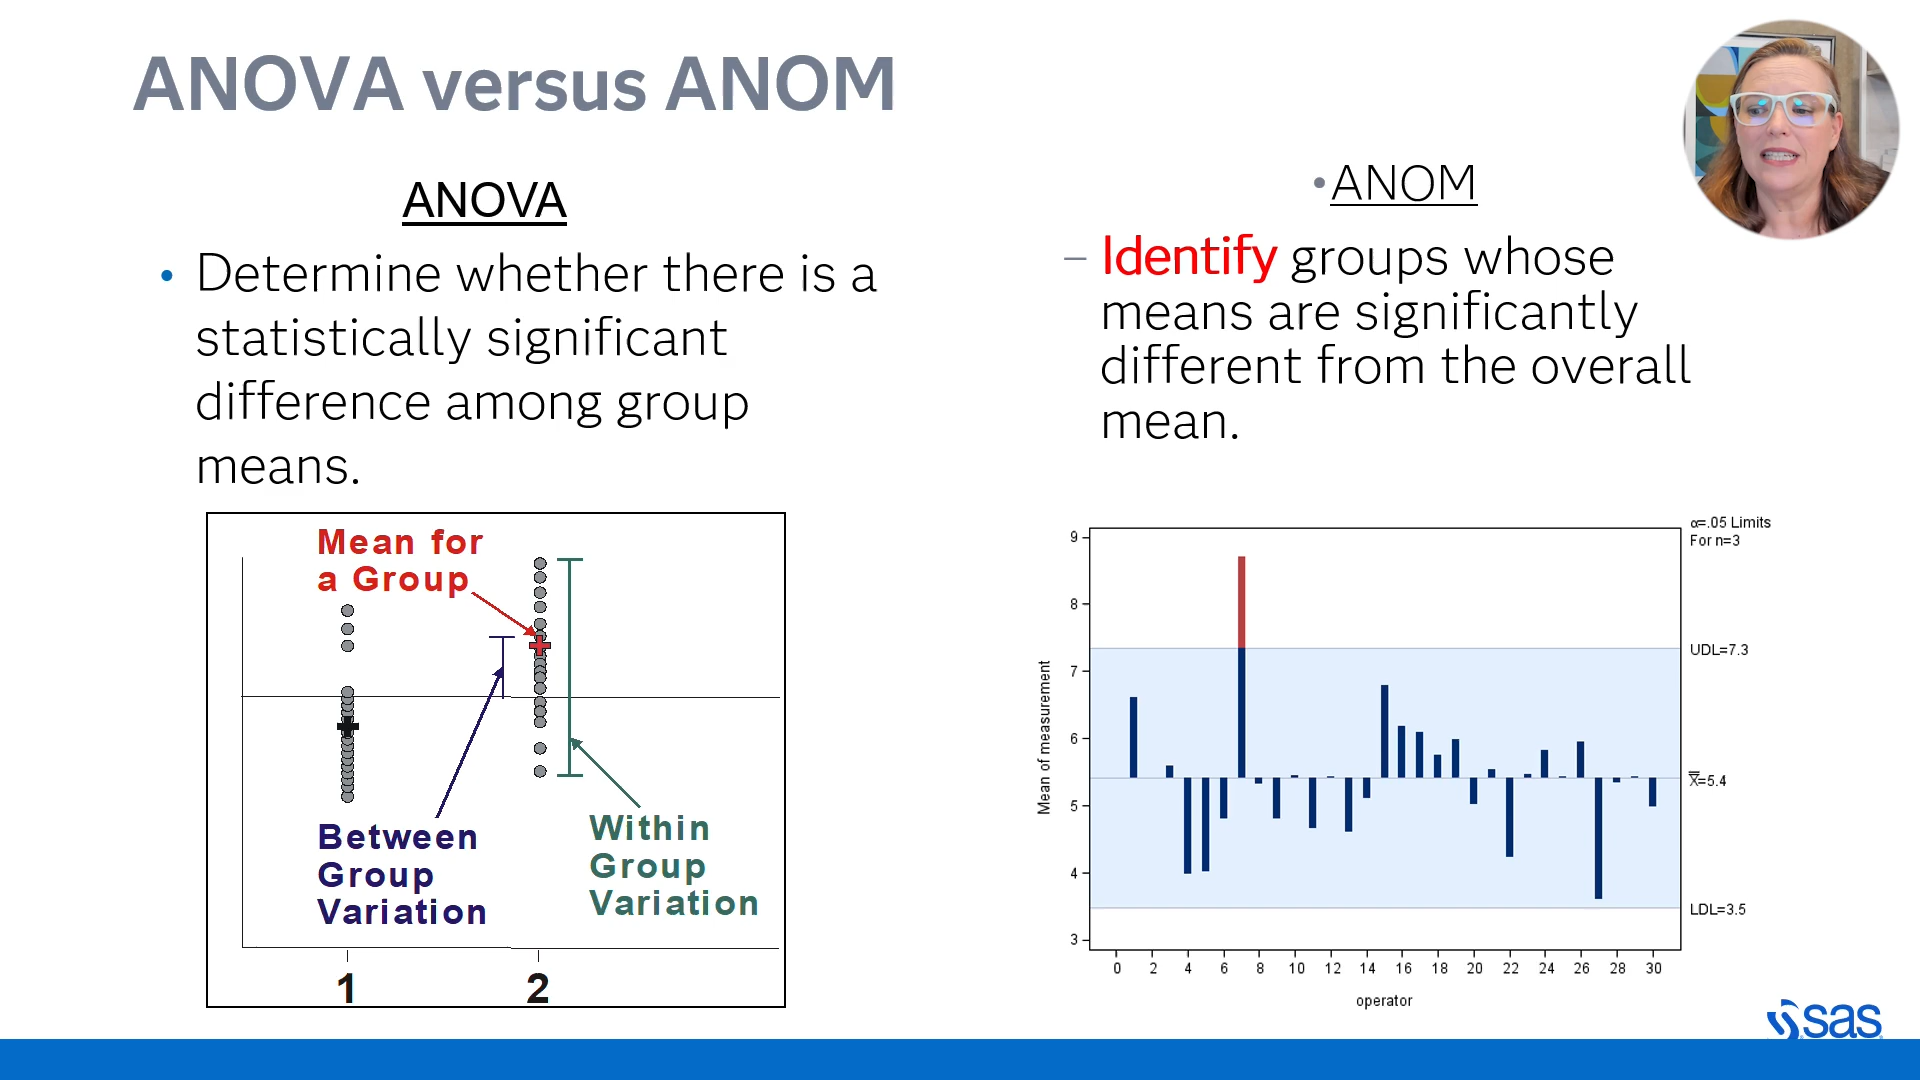 ANOVA versus ANOM
ANOVA
• Determine whether there is a
statistically significant
difference among group
means.
Mean for
a Group
Between
Group
Variation
Within
Group
Variation
1 2
•ANOM
– Identify groups whose
means are significantly
different from the overall
mean.
α=.05 Limits
For n=3
9
8
7
6
5
4
3
Mean of measurement
UDL=7.3
X̿=5.4
LDL=3.5
0 2 4 6 8 10 12 14 16 18 20 22 24 26 28 30
operator
sas